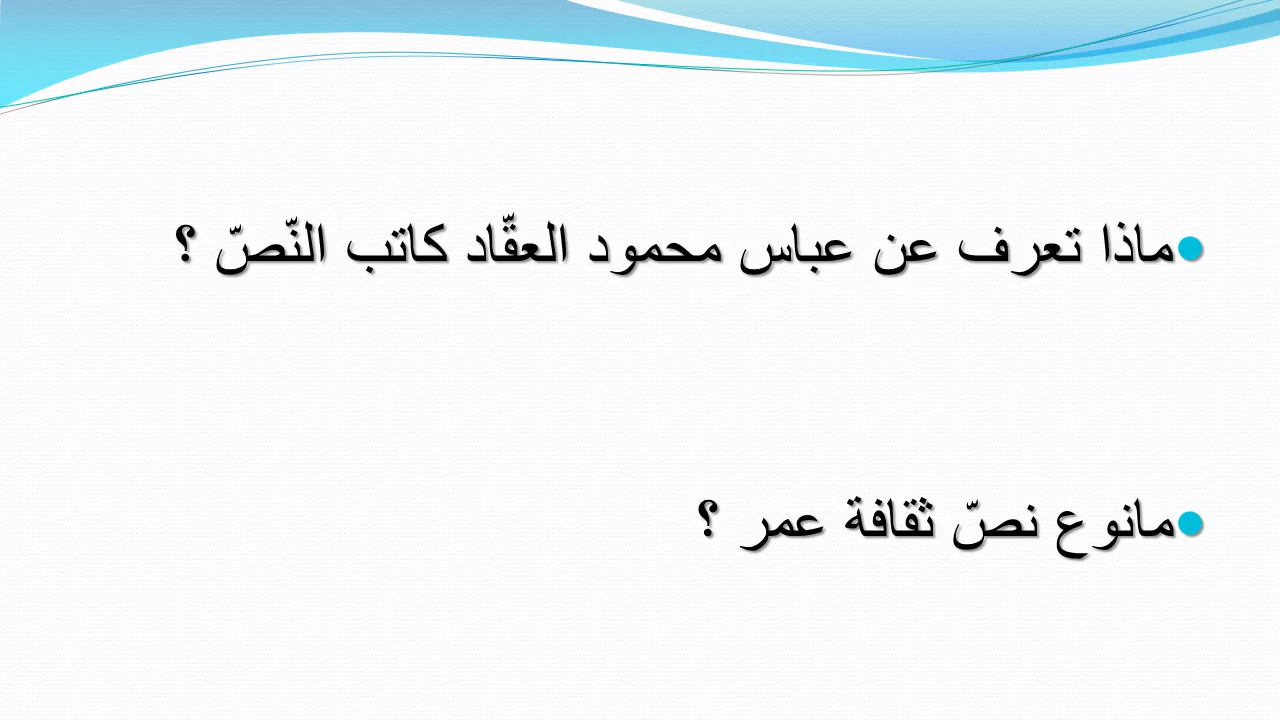 •ماذا تعرف عن عباس محمود العقّاد كاتب النّصّ ؟
•مانوع نصّ ثقافة عمر ؟